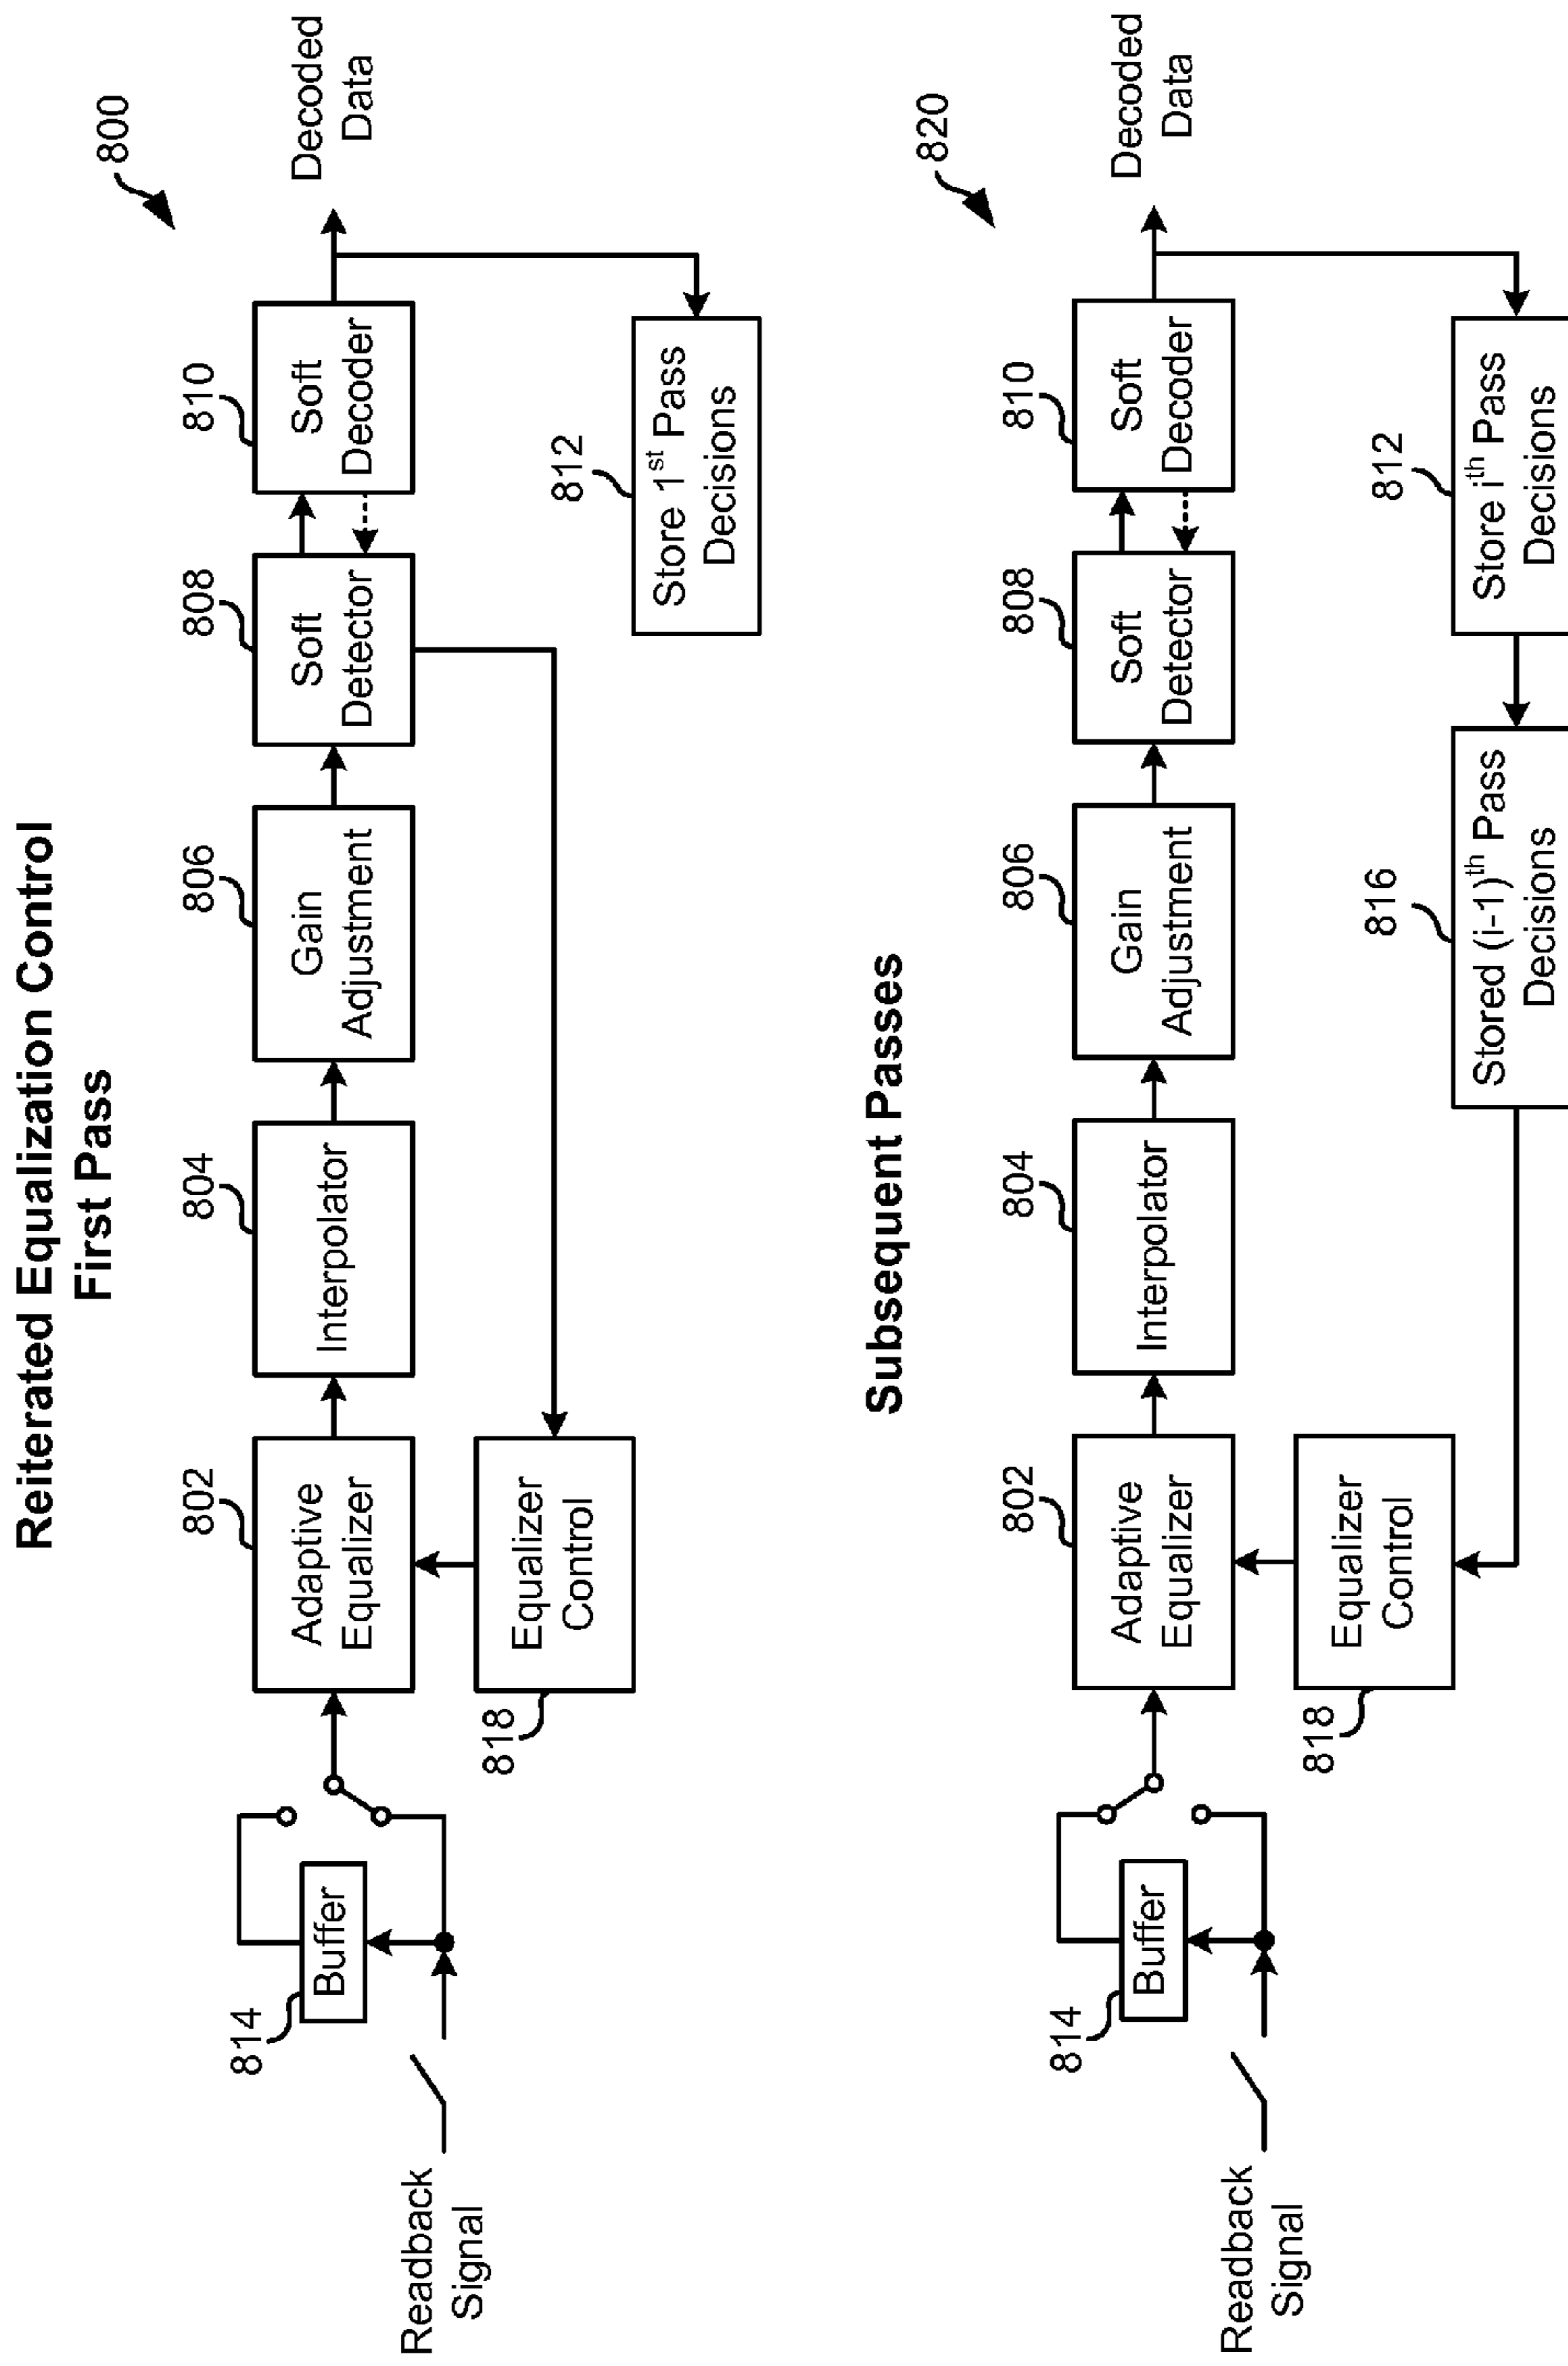 Reiterated Equalization Control
First Pass
800
802
804
806
808
810
Adaptive
Equalizer
Interpolator
Gain
Adjustment
Soft
Detector
Soft
Decoder
Decoded
Data
814
Buffer
Readback
Signal
818
Equalizer
Control
812
Store 1st Pass
Decisions
Subsequent Passes
820
802
804
806
808
810
Adaptive
Equalizer
Interpolator
Gain
Adjustment
Soft
Detector
Soft
Decoder
Decoded
Data
814
Buffer
Readback
Signal
818
Equalizer
Control
816
Stored (i-1)th Pass
Decisions
812
Store ith Pass
Decisions